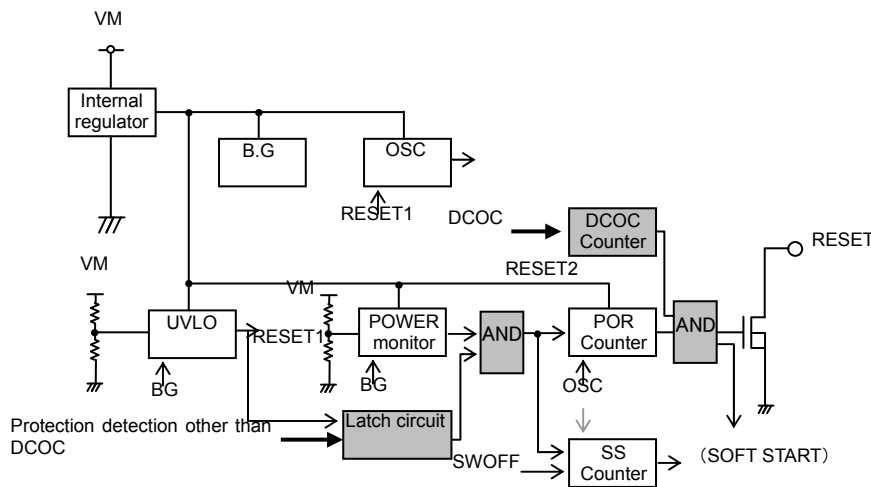 VM
Internal
regulator
B.G
OSC
RESET1
DCOC
DCOC
Counter
RESET
VM
RESET2
VM
UVLO
RESET1
POWER
monitor
AND
POR
Counter
AND
BG
BG
OSC
Protection detection other than
DCOC
Latch circuit
SWOFF
SS
Counter
(SOFT START)